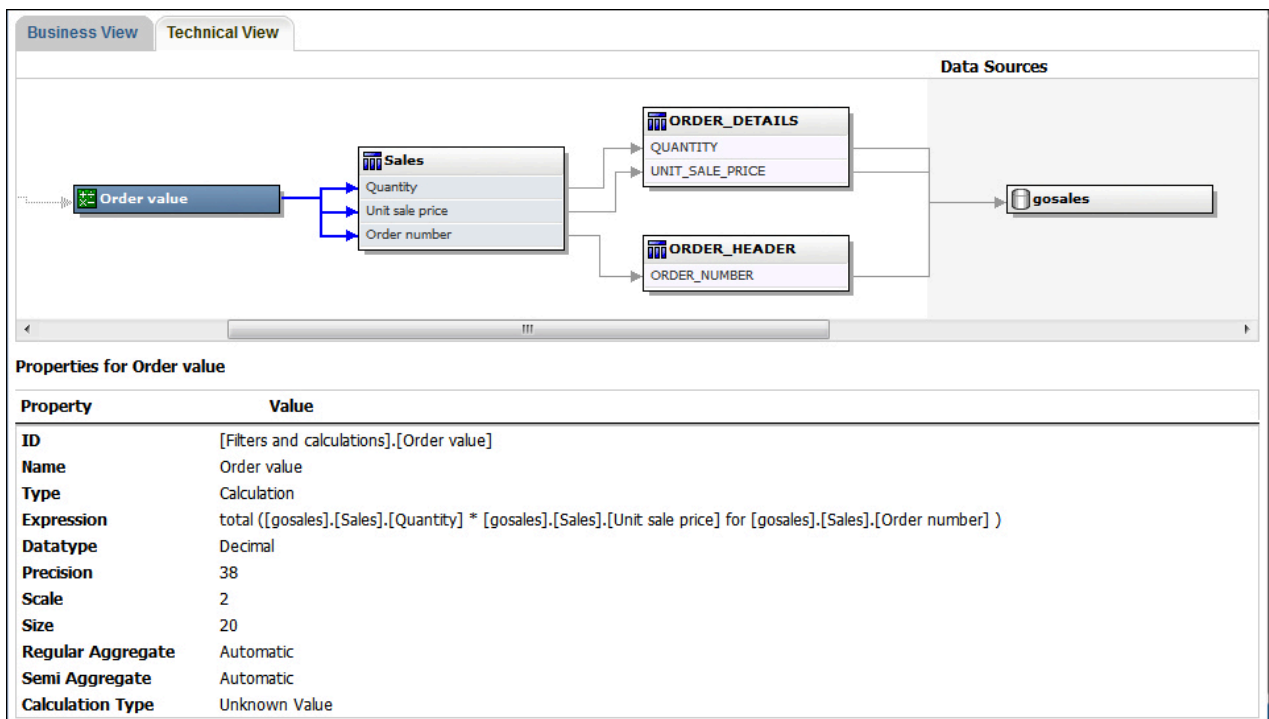 Business View
Technical View
Data Sources
ORDER_DETAILS
QUANTITY
UNIT_SALE_PRICE
Sales
Quantity
Unit sale price
Order number
Order value
gosales
ORDER_HEADER
ORDER_NUMBER
Properties for Order value
Property Value
ID [Filters and calculations].[Order value]
Name Order value
Type Calculation
Expression total ([gosales].[Sales].[Quantity] * [gosales].[Sales].[Unit sale price] for [gosales].[Sales].[Order number] )
Datatype Decimal
Precision 38
Scale 2
Size 20
Regular Aggregate Automatic
Semi Aggregate Automatic
Calculation Type Unknown Value